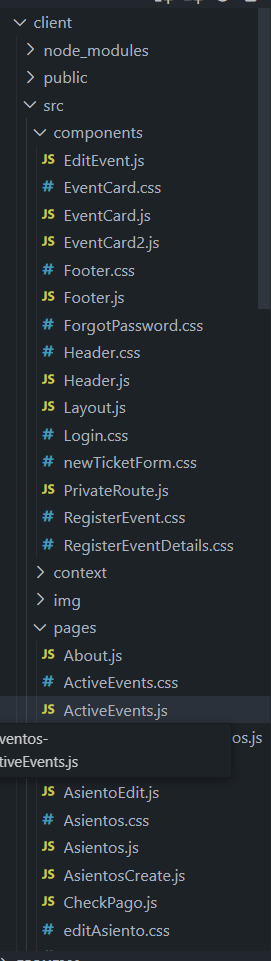 client
node_modules
public
src
components
JS EditEvent.js
# EventCard.css
JS EventCard.js
JS EventCard2.js
# Footer.css
JS Footer.js
# ForgotPassword.css
# Header.css
JS Header.js
JS Layout.js
# Login.css
# newTicketForm.css
JS PrivateRoute.js
# RegisterEvent.css
# RegisterEventDetails.css
context
img
pages
JS About.js
# ActiveEvents.css
JS ActiveEvents.js
ventos-
tiveEvents.js
os.js
JS AsientoEdit.js
# Asientos.css
JS Asientos.js
JS AsientosCreate.js
JS CheckPago.js
# editAsiento.css